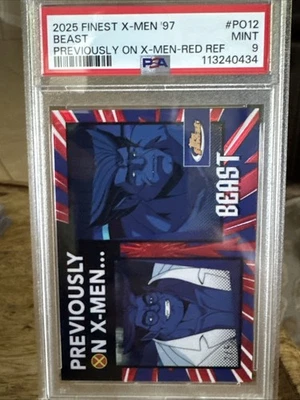 2025 FINEST X-MEN '97 #PO12
BEAST MINT
PREVIOUSLY ON X-MEN-RED REF 9
PSA 113240434
PREVIOUSLY
ON X-MEN...
BEAST